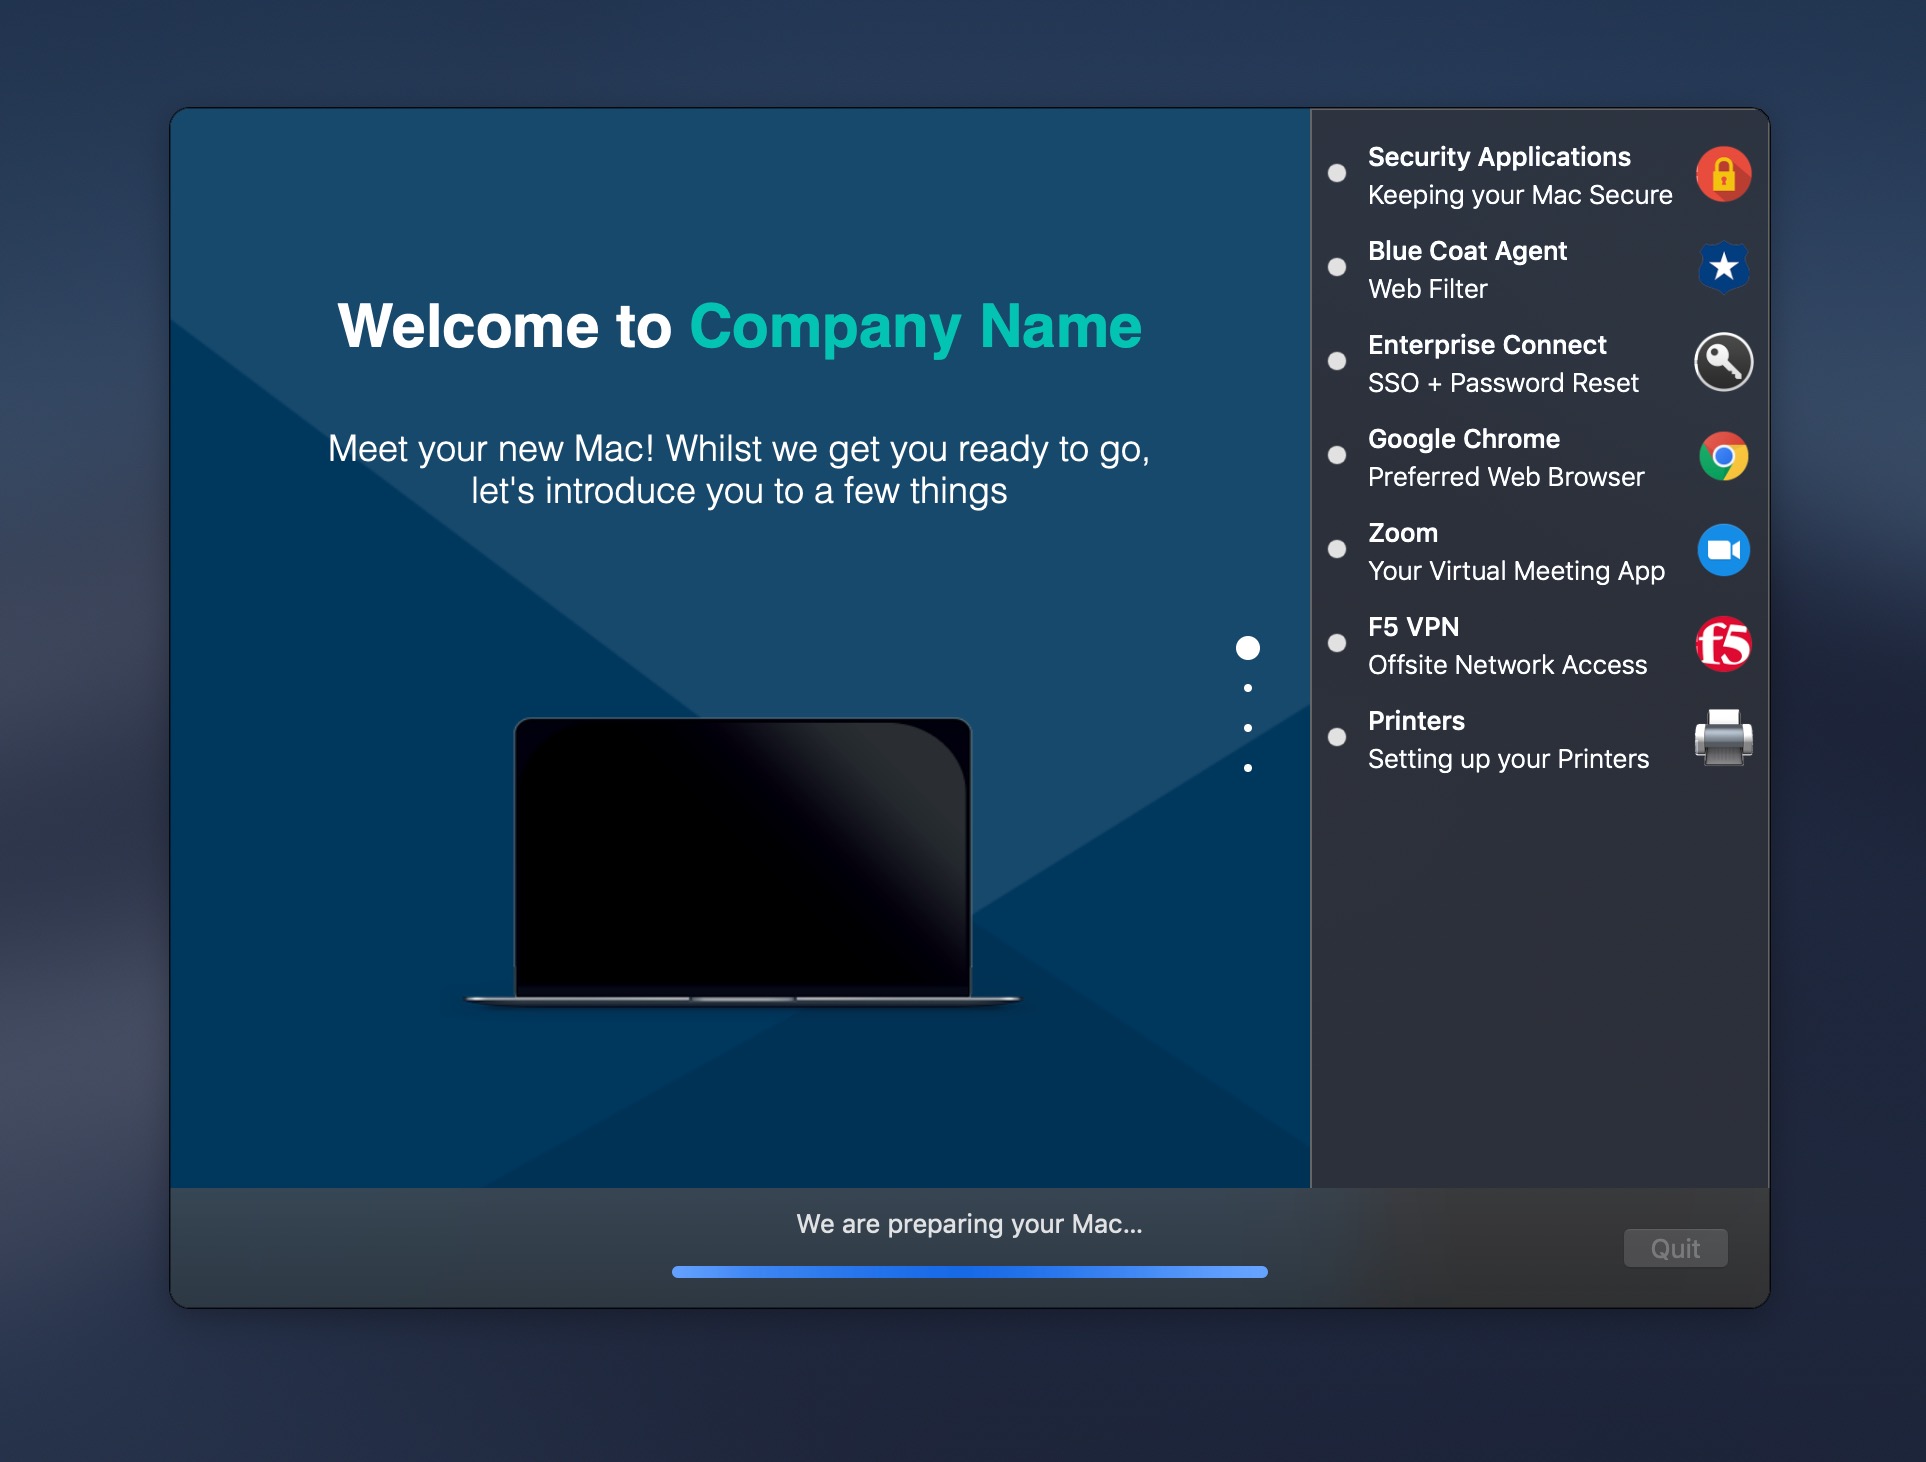 Welcome to Company Name
Meet your new Mac! Whilst we get you ready to go,
let's introduce you to a few things
Security Applications
Keeping your Mac Secure
Blue Coat Agent
Web Filter
Enterprise Connect
SSO + Password Reset
Google Chrome
Preferred Web Browser
Zoom
Your Virtual Meeting App
F5 VPN
Offsite Network Access
f5
Printers
Setting up your Printers
We are preparing your Mac...
Quit